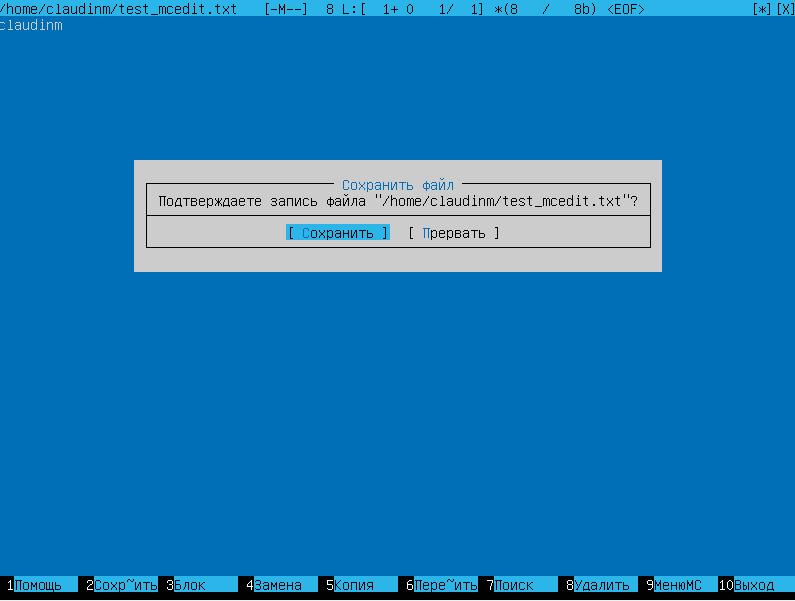 /home/claudinm/test_mcedit.txt [-M--] 8 L:[ 1+ 0 1/ 1] *(8 / 8b) <EOF> [*][X]
claudinm
Сохранить файл
Подтверждаете запись файла "/home/claudinm/test_mcedit.txt"?
[ Сохранить ] [ Прервать ]
1Помощь 2Сохр~ить 3Блок 4Замена 5Копия 6Пере~ить 7Поиск 8Удалить 9МенюMC 10Выход